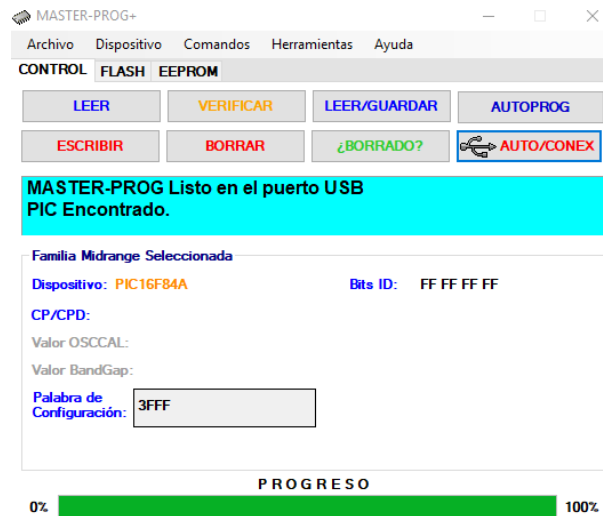 MASTER-PROG+
Archivo Dispositivo Comandos Herramientas Ayuda
CONTROL FLASH EEPROM
LEER VERIFICAR LEER/GUARDAR AUTOPROG
ESCRIBIR BORRAR ¿BORRADO? AUTO/CONEX
MASTER-PROG Listo en el puerto USB
PIC Encontrado.
Familia Midrange Seleccionada
Dispositivo: PIC16F84A Bits ID: FF FF FF FF
CP/CPD:
Valor OSCCAL:
Valor BandGap:
Palabra de
Configuración: 3FFF
PROGRESO
0% 100%